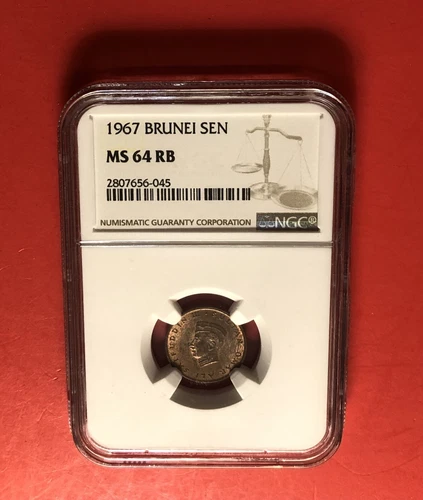 1967 BRUNEI SEN
MS 64 RB
2807656-045
NUMISMATIC GUARANTY CORPORATION NGC®